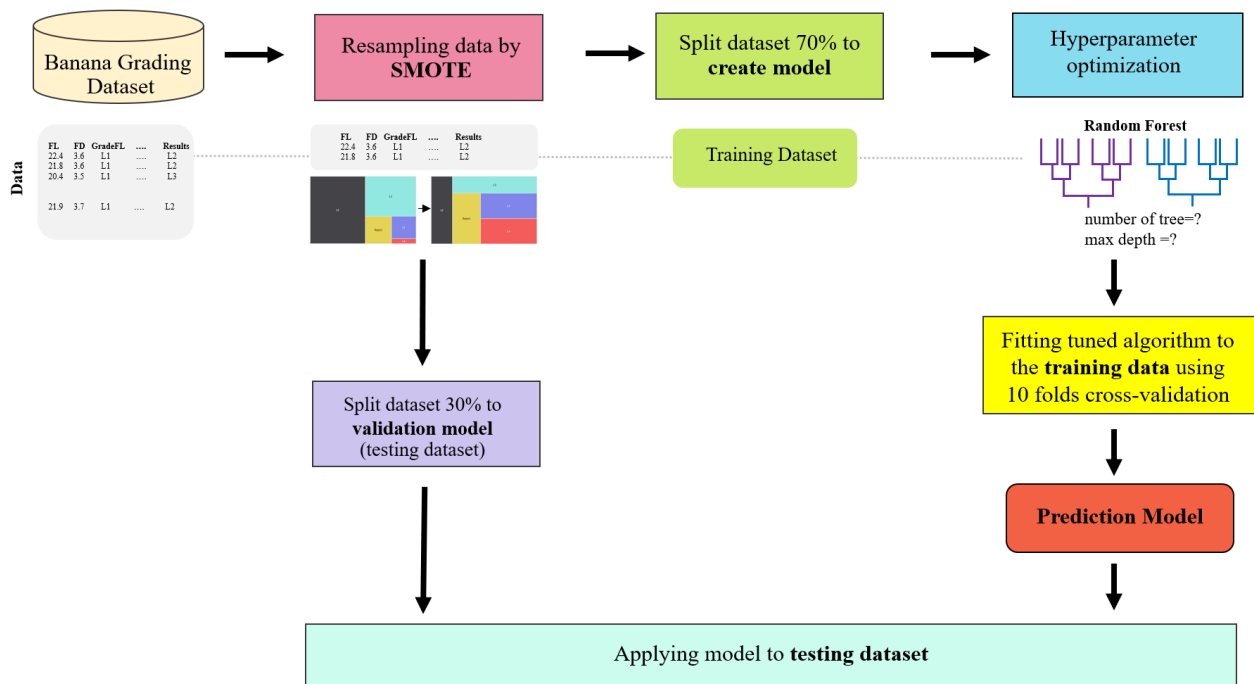 Banana Grading
Dataset
Resampling data by
SMOTE
Split dataset 70% to
create model
Hyperparameter
optimization
Data
FL FD GradeFL .... Results
22.4 3.6 L1 .... L2
21.8 3.6 L1 .... L2
20.4 3.5 L1 .... L3
21.9 3.7 L1 .... L2
FL FD GradeFL .... Results
22.4 3.6 L1 .... L2
21.8 3.6 L1 .... L2
Training Dataset
Random Forest
number of tree=?
max depth =?
Fitting tuned algorithm to
the training data using
10 folds cross-validation
Split dataset 30% to
validation model
(testing dataset)
Prediction Model
Applying model to testing dataset